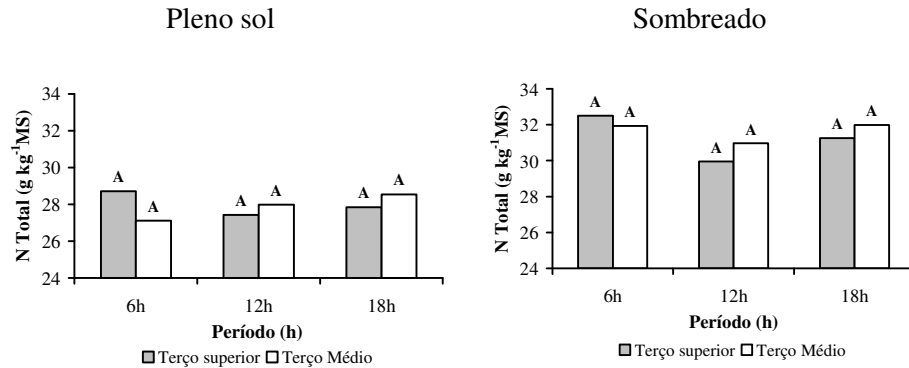 Pleno sol
N Total (g kg⁻¹MS)
34
32
30
28
26
24
A A A A A A
6h 12h 18h
Período (h)
Terço superior Terço Médio
Sombreado
N Total (g kg⁻¹MS)
34
32
30
28
26
24
A A A A A A
6h 12h 18h
Período (h)
Terço superior Terço Médio